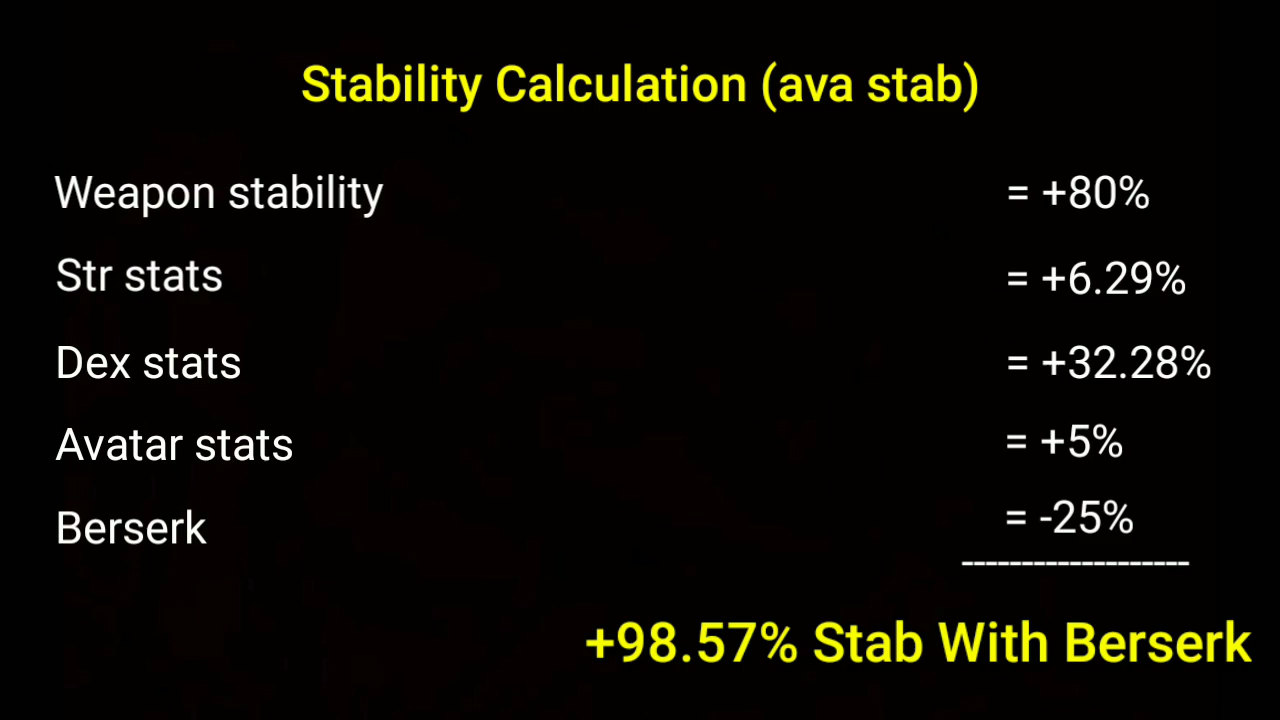 Stability Calculation (ava stab)
Weapon stability = +80%
Str stats = +6.29%
Dex stats = +32.28%
Avatar stats = +5%
Berserk = -25%
-------------------
+98.57% Stab With Berserk